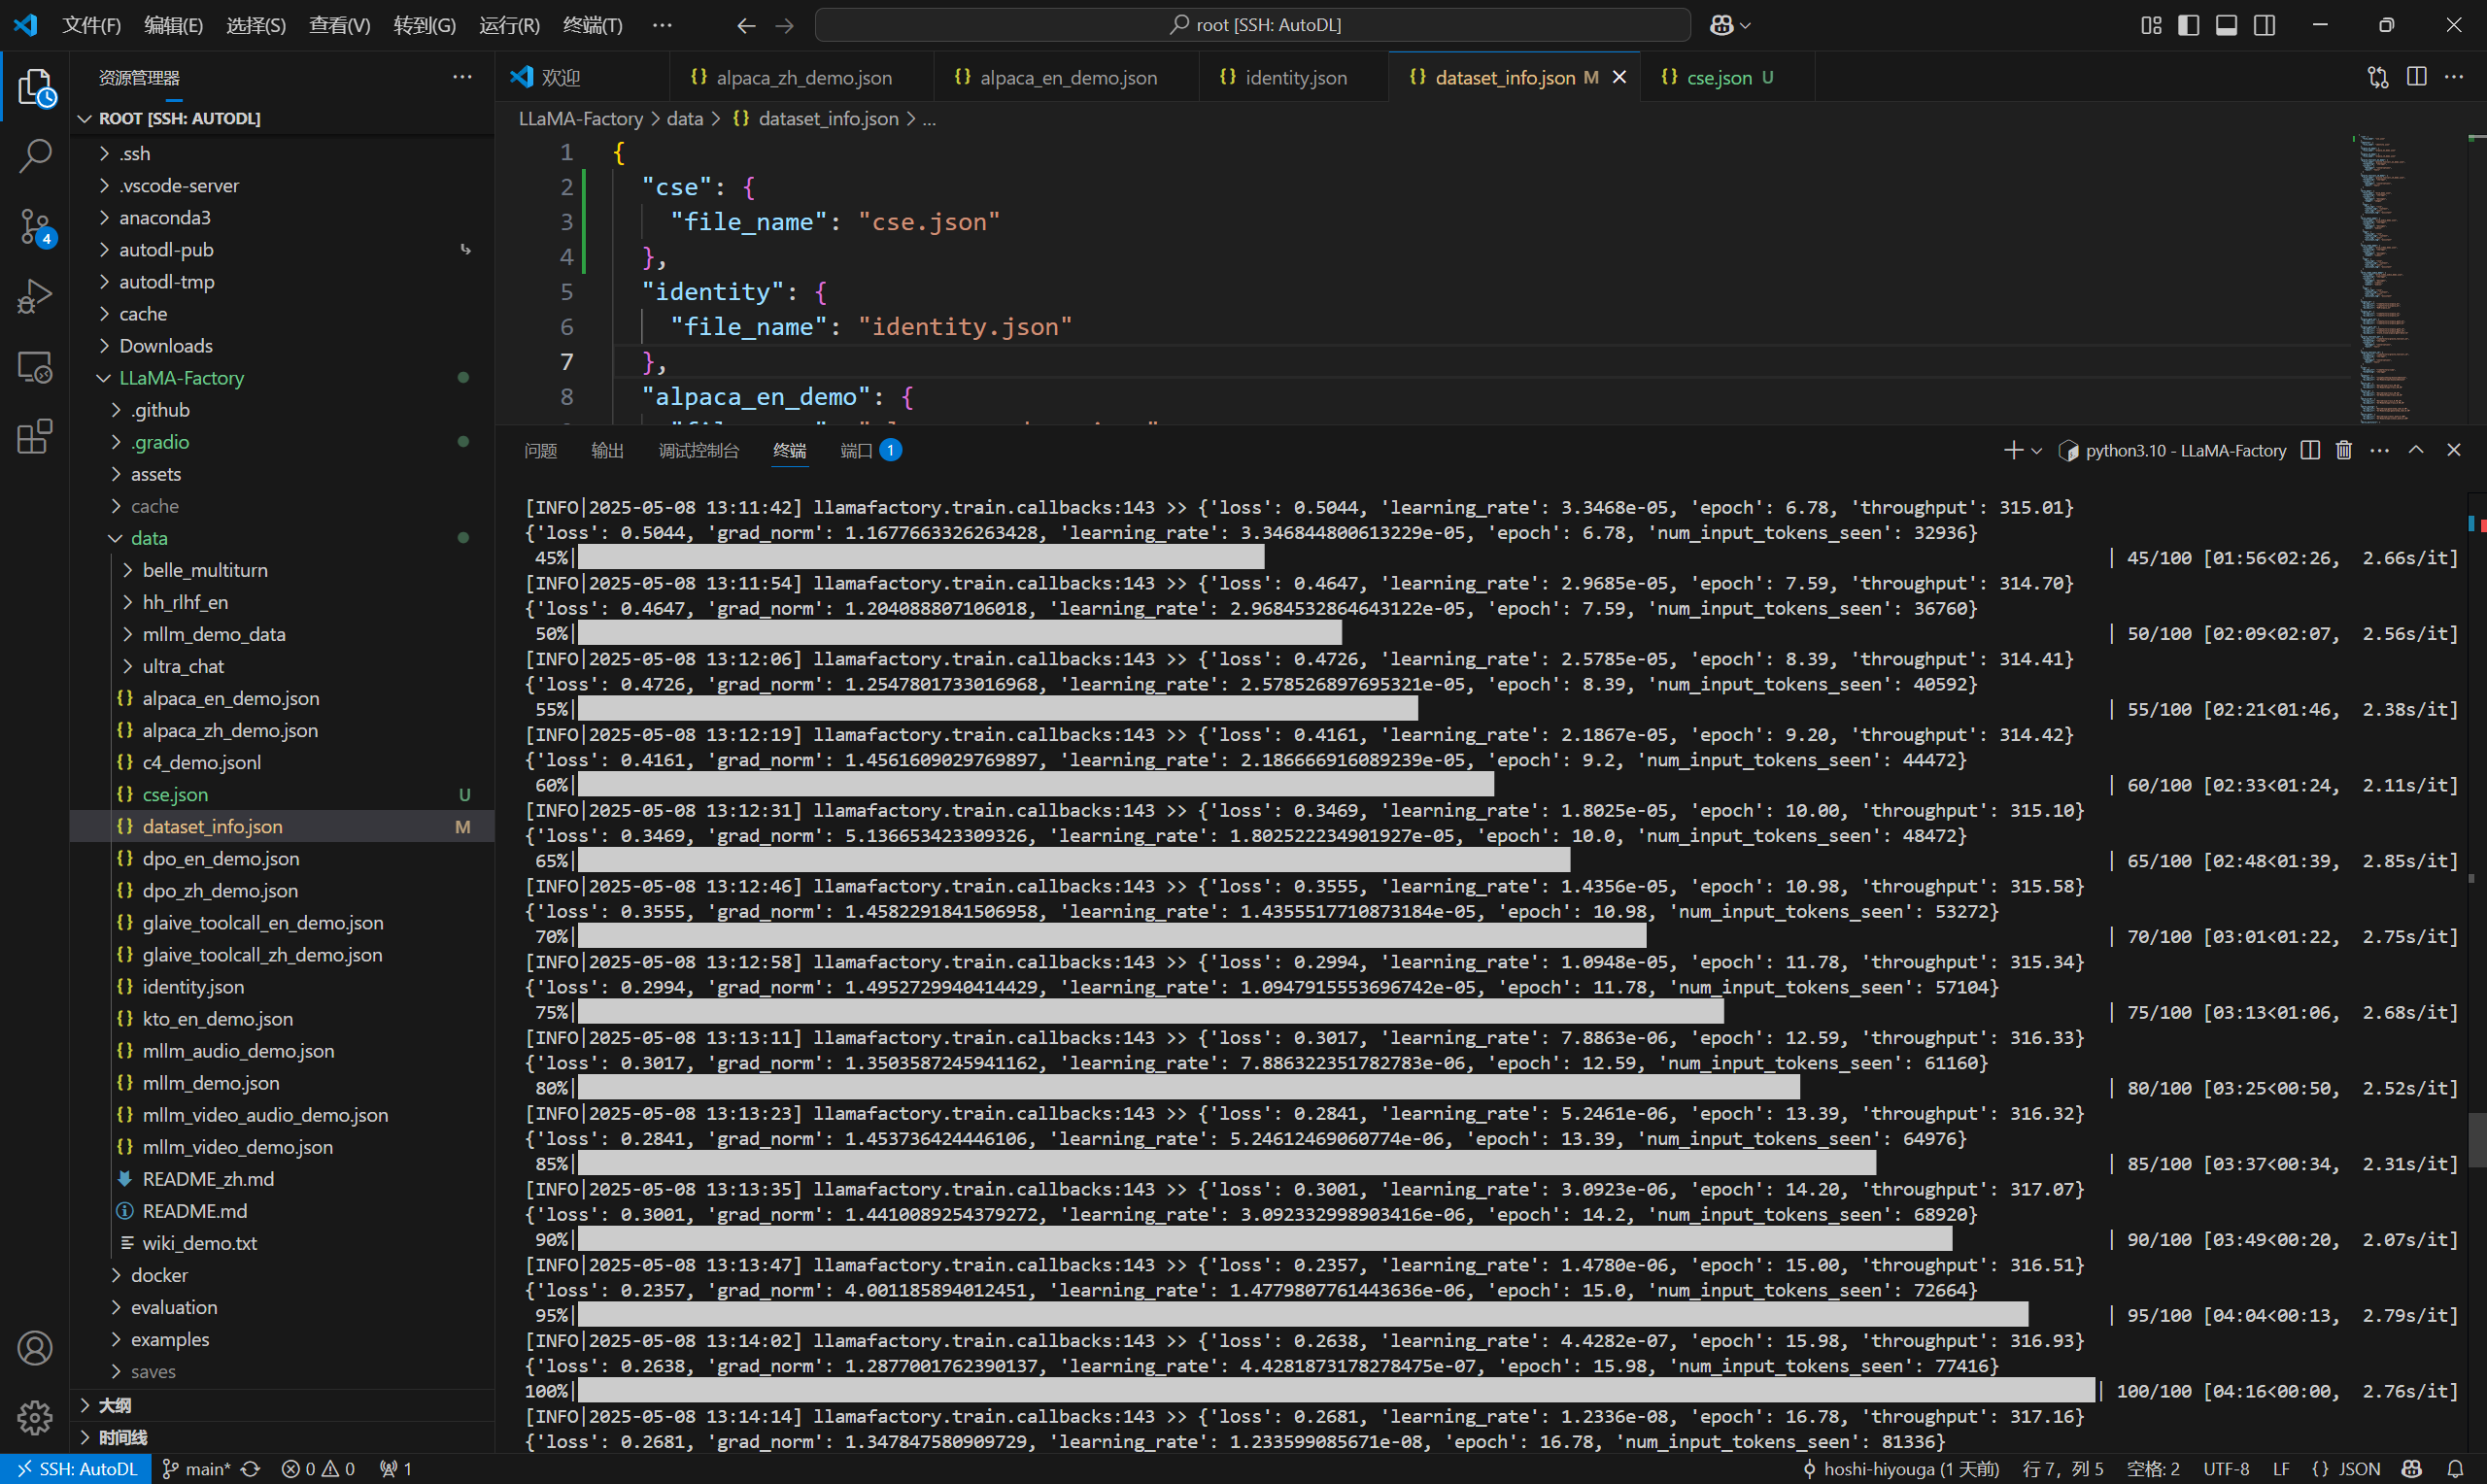 文件(F) 编辑(E) 选择(S) 查看(V) 转到(G) 运行(R) 终端(T) ···
root [SSH: AutoDL]
资源管理器
ROOT [SSH: AUTODL]
.ssh
.vscode-server
anaconda3
autodl-pub
autodl-tmp
cache
Downloads
LLaMA-Factory
.github
.gradio
assets
cache
data
belle_multiturn
hh_rlhf_en
mllm_demo_data
ultra_chat
alpaca_en_demo.json
alpaca_zh_demo.json
c4_demo.jsonl
cse.json U
dataset_info.json M
dpo_en_demo.json
dpo_zh_demo.json
glaive_toolcall_en_demo.json
glaive_toolcall_zh_demo.json
identity.json
kto_en_demo.json
mllm_audio_demo.json
mllm_demo.json
mllm_video_audio_demo.json
mllm_video_demo.json
README_zh.md
README.md
wiki_demo.txt
docker
evaluation
examples
saves
大纲
时间线
4
欢迎 alpaca_zh_demo.json alpaca_en_demo.json identity.json dataset_info.json M cse.json U
LLaMA-Factory > data > {} dataset_info.json > ...
1 {
2 "cse": {
3 "file_name": "cse.json"
4 },
5 "identity": {
6 "file_name": "identity.json"
7 },
8 "alpaca_en_demo": {
问题 输出 调试控制台 终端 端口 1
python3.10 - LLaMA-Factory
[INFO|2025-05-08 13:11:42] llamafactory.train.callbacks:143 >> {'loss': 0.5044, 'learning_rate': 3.3468e-05, 'epoch': 6.78, 'throughput': 315.01}
{'loss': 0.5044, 'grad_norm': 1.1677663326263428, 'learning_rate': 3.346844800613229e-05, 'epoch': 6.78, 'num_input_tokens_seen': 32936}
45%| | 45/100 [01:56<02:26, 2.66s/it]
[INFO|2025-05-08 13:11:54] llamafactory.train.callbacks:143 >> {'loss': 0.4647, 'learning_rate': 2.9685e-05, 'epoch': 7.59, 'throughput': 314.70}
{'loss': 0.4647, 'grad_norm': 1.204088807106018, 'learning_rate': 2.9684532864643122e-05, 'epoch': 7.59, 'num_input_tokens_seen': 36760}
50%| | 50/100 [02:09<02:07, 2.56s/it]
[INFO|2025-05-08 13:12:06] llamafactory.train.callbacks:143 >> {'loss': 0.4726, 'learning_rate': 2.5785e-05, 'epoch': 8.39, 'throughput': 314.41}
{'loss': 0.4726, 'grad_norm': 1.2547801733016968, 'learning_rate': 2.578526897695321e-05, 'epoch': 8.39, 'num_input_tokens_seen': 40592}
55%| | 55/100 [02:21<01:46, 2.38s/it]
[INFO|2025-05-08 13:12:19] llamafactory.train.callbacks:143 >> {'loss': 0.4161, 'learning_rate': 2.1867e-05, 'epoch': 9.20, 'throughput': 314.42}
{'loss': 0.4161, 'grad_norm': 1.4561609029769897, 'learning_rate': 2.186666916089239e-05, 'epoch': 9.2, 'num_input_tokens_seen': 44472}
60%| | 60/100 [02:33<01:24, 2.11s/it]
[INFO|2025-05-08 13:12:31] llamafactory.train.callbacks:143 >> {'loss': 0.3469, 'learning_rate': 1.8025e-05, 'epoch': 10.00, 'throughput': 315.10}
{'loss': 0.3469, 'grad_norm': 5.136653423309326, 'learning_rate': 1.802522234901927e-05, 'epoch': 10.0, 'num_input_tokens_seen': 48472}
65%| | 65/100 [02:48<01:39, 2.85s/it]
[INFO|2025-05-08 13:12:46] llamafactory.train.callbacks:143 >> {'loss': 0.3555, 'learning_rate': 1.4356e-05, 'epoch': 10.98, 'throughput': 315.58}
{'loss': 0.3555, 'grad_norm': 1.4582291841506958, 'learning_rate': 1.4355517710873184e-05, 'epoch': 10.98, 'num_input_tokens_seen': 53272}
70%| | 70/100 [03:01<01:22, 2.75s/it]
[INFO|2025-05-08 13:12:58] llamafactory.train.callbacks:143 >> {'loss': 0.2994, 'learning_rate': 1.0948e-05, 'epoch': 11.78, 'throughput': 315.34}
{'loss': 0.2994, 'grad_norm': 1.4952729940414429, 'learning_rate': 1.0947915553696742e-05, 'epoch': 11.78, 'num_input_tokens_seen': 57104}
75%| | 75/100 [03:13<01:06, 2.68s/it]
[INFO|2025-05-08 13:13:11] llamafactory.train.callbacks:143 >> {'loss': 0.3017, 'learning_rate': 7.8863e-06, 'epoch': 12.59, 'throughput': 316.33}
{'loss': 0.3017, 'grad_norm': 1.3503587245941162, 'learning_rate': 7.886322351782783e-06, 'epoch': 12.59, 'num_input_tokens_seen': 61160}
80%| | 80/100 [03:25<00:50, 2.52s/it]
[INFO|2025-05-08 13:13:23] llamafactory.train.callbacks:143 >> {'loss': 0.2841, 'learning_rate': 5.2461e-06, 'epoch': 13.39, 'throughput': 316.32}
{'loss': 0.2841, 'grad_norm': 1.453736424446106, 'learning_rate': 5.24612469060774e-06, 'epoch': 13.39, 'num_input_tokens_seen': 64976}
85%| | 85/100 [03:37<00:34, 2.31s/it]
[INFO|2025-05-08 13:13:35] llamafactory.train.callbacks:143 >> {'loss': 0.3001, 'learning_rate': 3.0923e-06, 'epoch': 14.20, 'throughput': 317.07}
{'loss': 0.3001, 'grad_norm': 1.4410089254379272, 'learning_rate': 3.092332998903416e-06, 'epoch': 14.2, 'num_input_tokens_seen': 68920}
90%| | 90/100 [03:49<00:20, 2.07s/it]
[INFO|2025-05-08 13:13:47] llamafactory.train.callbacks:143 >> {'loss': 0.2357, 'learning_rate': 1.4780e-06, 'epoch': 15.00, 'throughput': 316.51}
{'loss': 0.2357, 'grad_norm': 4.001185894012451, 'learning_rate': 1.4779807761443636e-06, 'epoch': 15.0, 'num_input_tokens_seen': 72664}
95%| | 95/100 [04:04<00:13, 2.79s/it]
[INFO|2025-05-08 13:14:02] llamafactory.train.callbacks:143 >> {'loss': 0.2638, 'learning_rate': 4.4282e-07, 'epoch': 15.98, 'throughput': 316.93}
{'loss': 0.2638, 'grad_norm': 1.2877001762390137, 'learning_rate': 4.4281873178278475e-07, 'epoch': 15.98, 'num_input_tokens_seen': 77416}
100%| | 100/100 [04:16<00:00, 2.76s/it]
[INFO|2025-05-08 13:14:14] llamafactory.train.callbacks:143 >> {'loss': 0.2681, 'learning_rate': 1.2336e-08, 'epoch': 16.78, 'throughput': 317.16}
{'loss': 0.2681, 'grad_norm': 1.347847580909729, 'learning_rate': 1.233599085671e-08, 'epoch': 16.78, 'num_input_tokens_seen': 81336}
SSH: AutoDL main* 0 0 1 hoshi-hiyouga (1 天前) 行 7，列 5 空格: 2 UTF-8 LF {} JSON